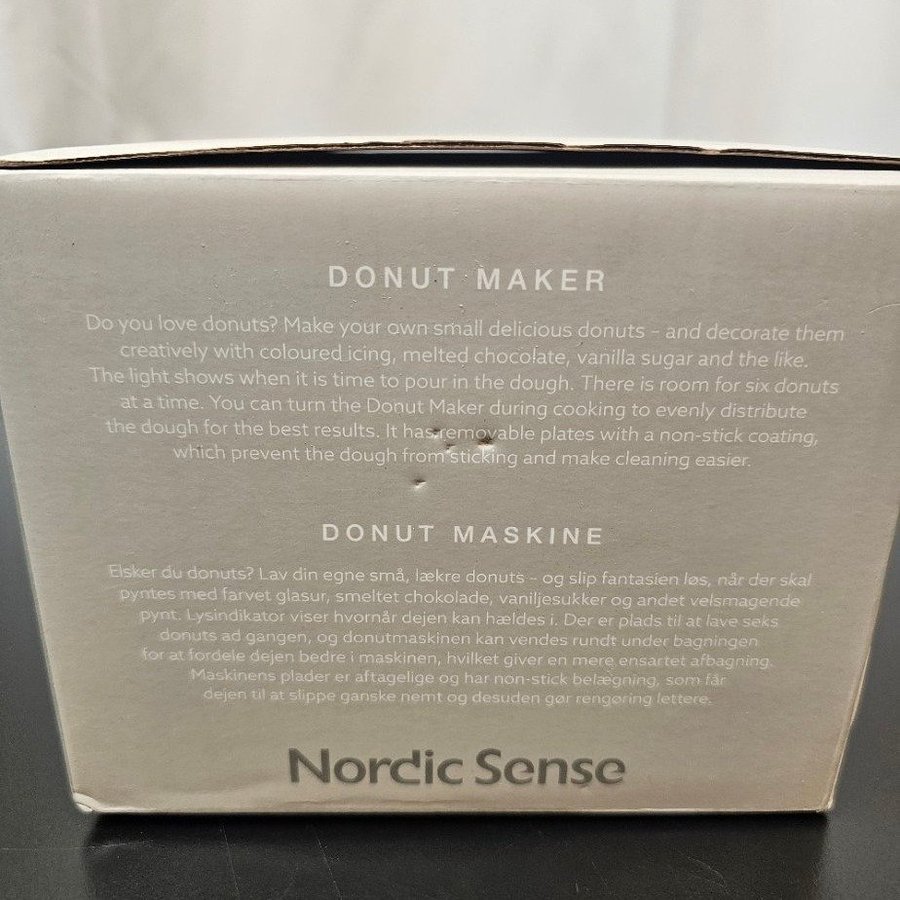 DONUT MAKER
Do you love donuts? Make your own small delicious donuts – and decorate them
creatively with coloured icing, melted chocolate, vanilla sugar and the like.
The light shows when it is time to pour in the dough. There is room for six donuts
at a time. You can turn the Donut Maker during cooking to evenly distribute
the dough for the best results. It has removable plates with a non-stick coating,
which prevent the dough from sticking and make cleaning easier.
DONUT MASKINE
Elsker du donuts? Lav din egne små, lækre donuts – og slip fantasien løs, når der skal
pyntes med farvet glasur, smeltet chokolade, vaniljesukker og andet velsmagende
pynt. Lysindikator viser hvornår dejen kan hældes i. Der er plads til at lave seks
donuts ad gangen, og donutmaskinen kan vendes rundt under bagningen
for at fordele dejen bedre i maskinen, hvilket giver en mere ensartet afbagning.
Maskinens plader er aftagelige og har non-stick belægning, som får
dejen til at slippe ganske nemt og desuden gør rengøring lettere.
Nordic Sense